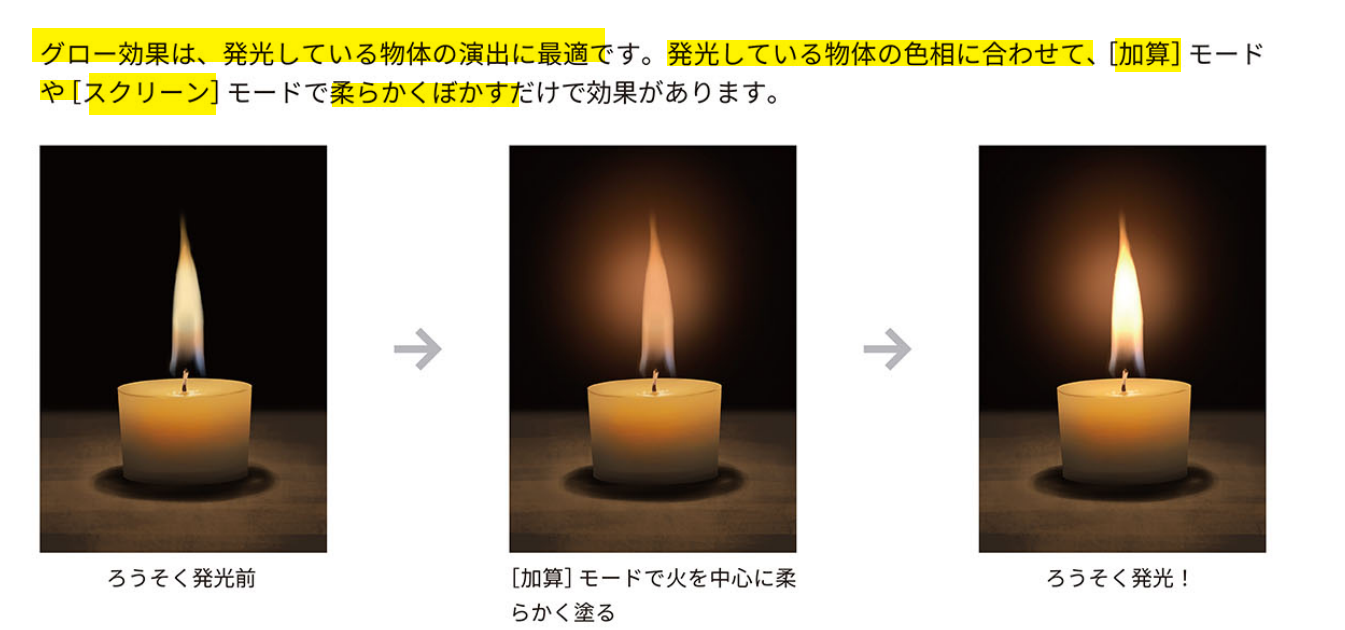 グロー効果は、発光している物体の演出に最適です。発光している物体の色相に合わせて、[加算] モード
や [スクリーン] モードで柔らかくぼかすだけで効果があります。
ろうそく発光前
[加算] モードで火を中心に柔
らかく塗る
ろうそく発光！